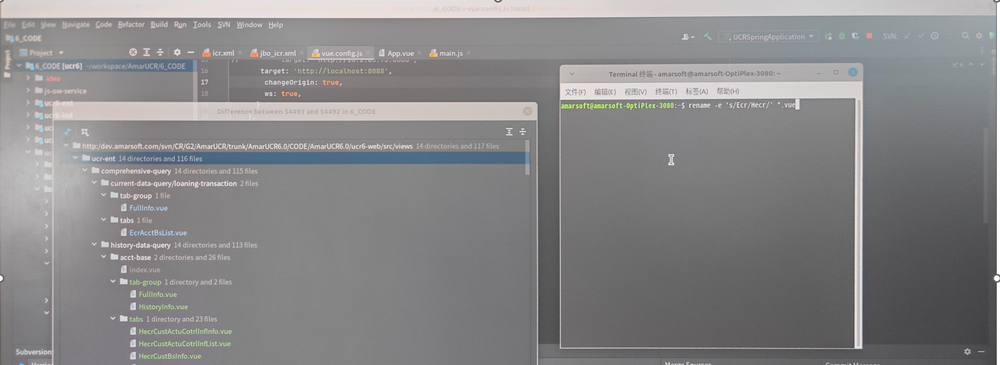 6_CODE - vue.config.js [ucr6]
File Edit View Navigate Code Refactor Build Run Tools SVN Window Help
6_CODE
UCRSpringApplication SVN:
Project
icr.xml jbo_icr.xml vue.config.js App.vue main.js
6_CODE [ucr6] ~/workspace/AmarUCR/6_CODE
.idea
js-ow-service
ucr6-ent
ucr6-ind
16 target: 'http://localhost:8088',
17 changeOrigin: true,
18 ws: true,
Difference between 54491 and 54492 in 6_CODE
http:/dev.amarsoft.com/svn/CR/G2/AmarUCR/trunk/AmarUCR6.0/CODE/AmarUCR6.0/ucr6-web/src/views 14 directories and 117 files
ucr-ent 14 directories and 116 files
comprehensive-query 14 directories and 115 files
current-data-query/loaning-transaction 2 files
tab-group 1 file
FullInfo.vue
tabs 1 file
EcrAcctBsList.vue
history-data-query 14 directories and 113 files
acct-base 2 directories and 26 files
index.vue
tab-group 1 directory and 2 files
FullInfo.vue
HistoryInfo.vue
tabs 1 directory and 23 files
HecrCustActuCotrlInfInfo.vue
HecrCustActuCotrlInfList.vue
HecrCustBsInfo.vue
Terminal 终端 - amarsoft@amarsoft-OptiPlex-3080: ~
文件(F) 编辑(E) 视图(V) 终端(T) 标签(A) 帮助(H)
amarsoft@amarsoft-OptiPlex-3080:~$ rename -e 's/Ecr/Hecr/' *.vue
Subversion
Merge Sources
Commit Message